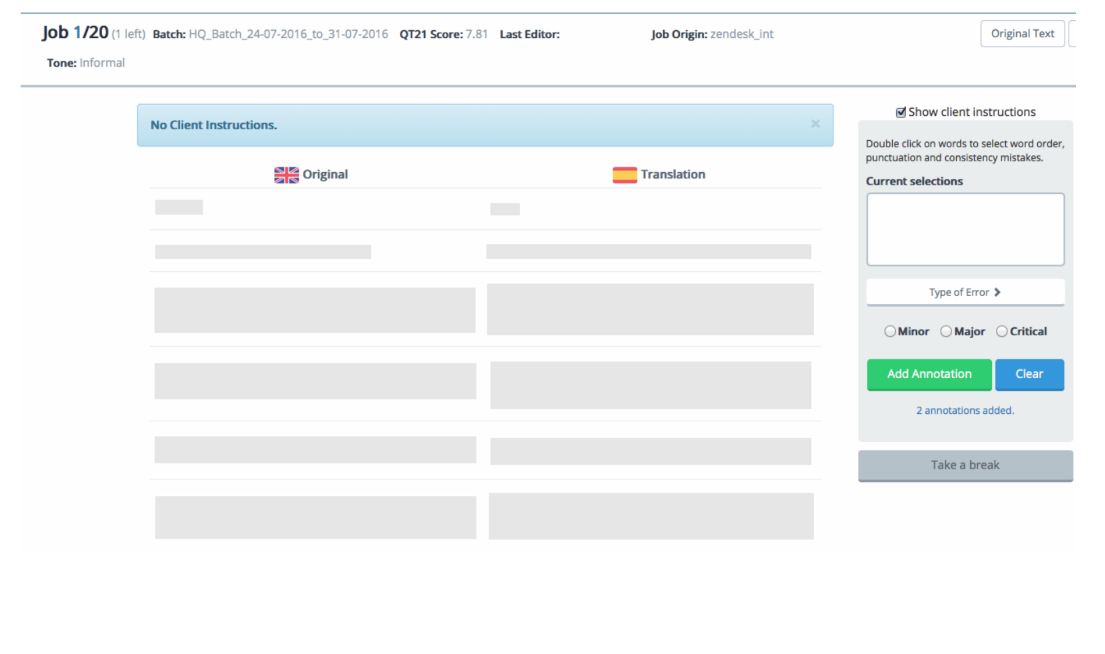 Job 1/20 (1 left) Batch: HQ_Batch_24-07-2016_to_31-07-2016 QT21 Score: 7.81 Last Editor: Job Origin: zendesk_int Original Text
Tone: Informal
Show client instructions
No Client Instructions. ×
Double click on words to select word order,
punctuation and consistency mistakes.
Original Translation
Current selections
Type of Error >
Minor Major Critical
Add Annotation Clear
2 annotations added.
Take a break